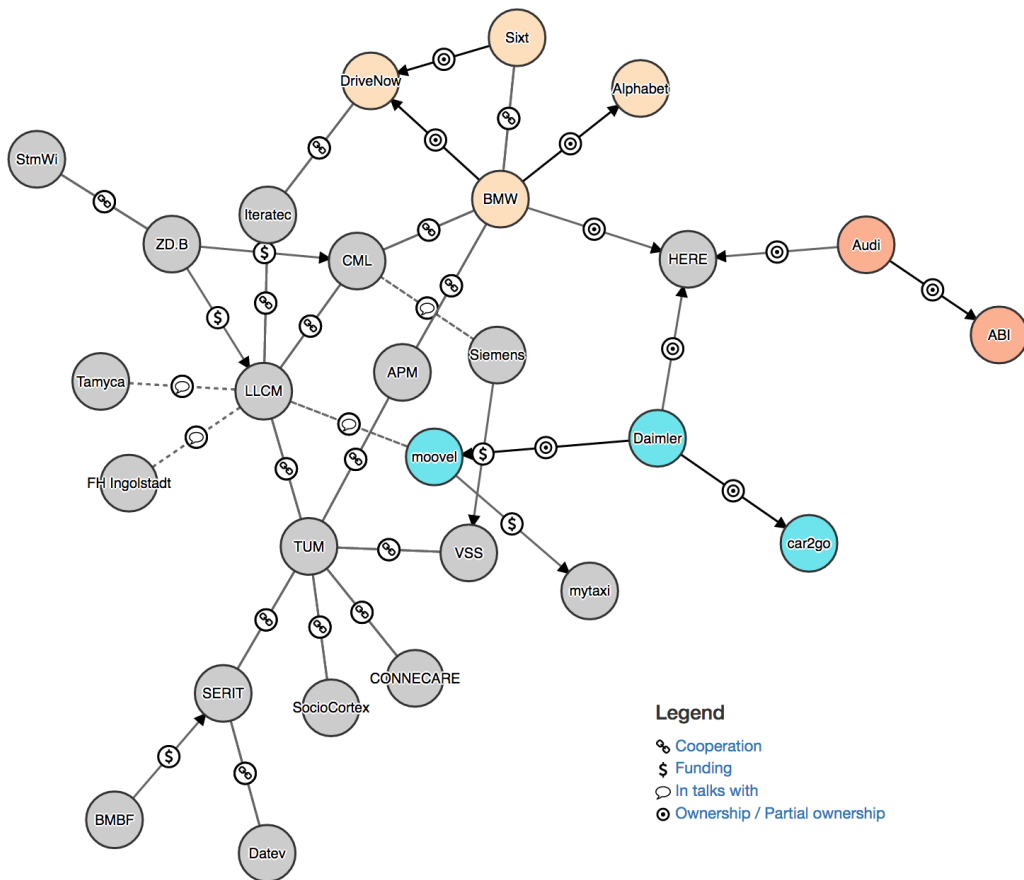 Sixt
DriveNow
Alphabet
StmWi
BMW
Iteratec
ZD.B
$
CML
HERE
Audi
$
ABI
Siemens
Tamyca
LLCM
APM
Daimler
moovel
$
FH Ingolstadt
$
TUM
VSS
car2go
mytaxi
CONNECARE
SERIT
SocioCortex
Legend
Cooperation
$ Funding
In talks with
Ownership / Partial ownership
$
BMBF
Datev